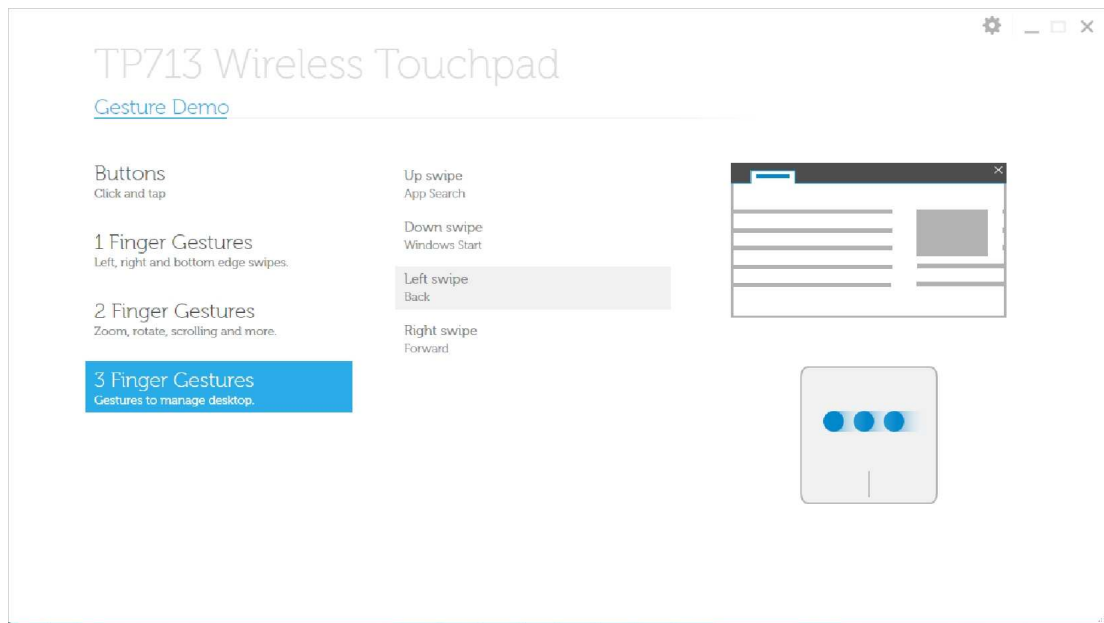 TP713 Wireless Touchpad
Gesture Demo
Buttons
Click and tap
1 Finger Gestures
Left, right and bottom edge swipes.
2 Finger Gestures
Zoom, rotate, scrolling and more.
3 Finger Gestures
Gestures to manage desktop.
Up swipe
App Search
Down swipe
Windows Start
Left swipe
Back
Right swipe
Forward